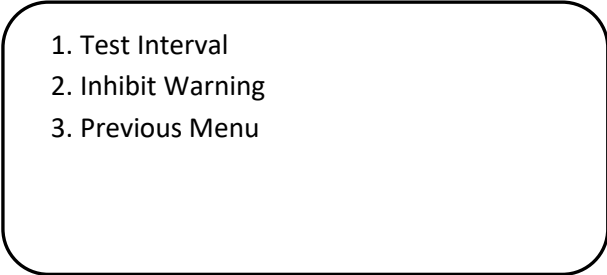 1. Test Interval
2. Inhibit Warning
3. Previous Menu